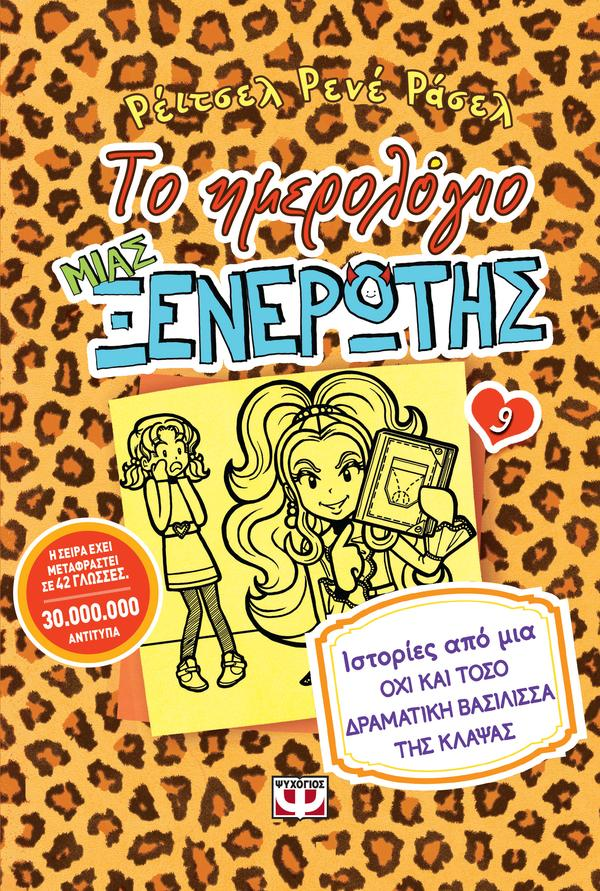 Ρέιτσελ Ρενέ Ράσελ
Το ημερολόγιο
ΜΙΑΣ
ΞΕΝΕΡΩΤΗΣ
9
Η ΣΕΙΡΑ ΕΧΕΙ
ΜΕΤΑΦΡΑΣΤΕΙ
ΣΕ 42 ΓΛΩΣΣΕΣ.
30.000.000
ΑΝΤΙΤΥΠΑ
Ιστορίες από μια
ΟΧΙ ΚΑΙ ΤΟΣΟ
ΔΡΑΜΑΤΙΚΗ ΒΑΣΙΛΙΣΣΑ
ΤΗΣ ΚΛΑΨΑΣ
ΨΥΧΟΓΙΟΣ